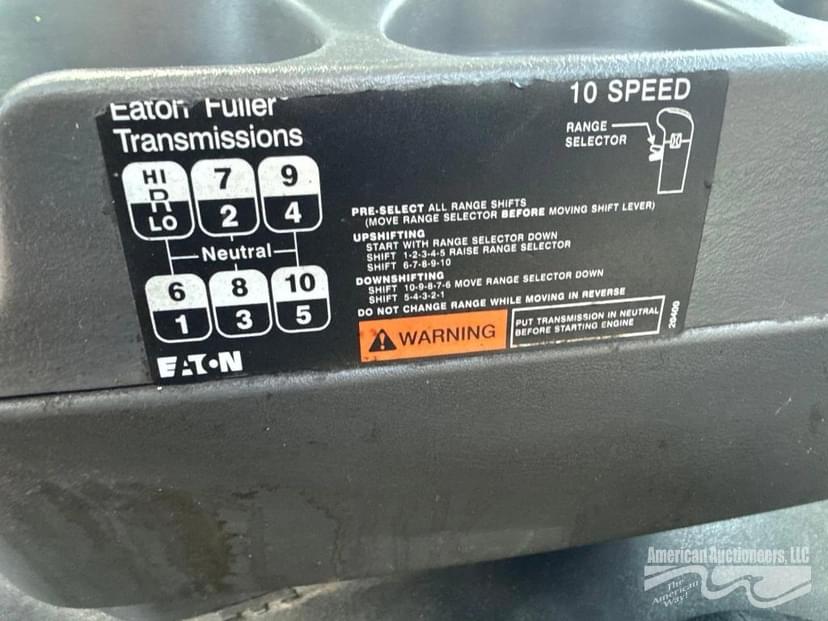 Eaton Fuller
Transmissions
10 SPEED
RANGE
SELECTOR
HI 7 9
R 2 4
LO
Neutral
6 8 10
1 3 5
EATON
PRE-SELECT ALL RANGE SHIFTS
(MOVE RANGE SELECTOR BEFORE MOVING SHIFT LEVER)
UPSHIFTING
START WITH RANGE SELECTOR DOWN
SHIFT 1-2-3-4-5 RAISE RANGE SELECTOR
SHIFT 6-7-8-9-10
DOWNSHIFTING
SHIFT 10-9-8-7-6 MOVE RANGE SELECTOR DOWN
SHIFT 5-4-3-2-1
DO NOT CHANGE RANGE WHILE MOVING IN REVERSE
WARNING
PUT TRANSMISSION IN NEUTRAL
BEFORE STARTING ENGINE
20400
American Auctioneers, LLC
The
American
Way!